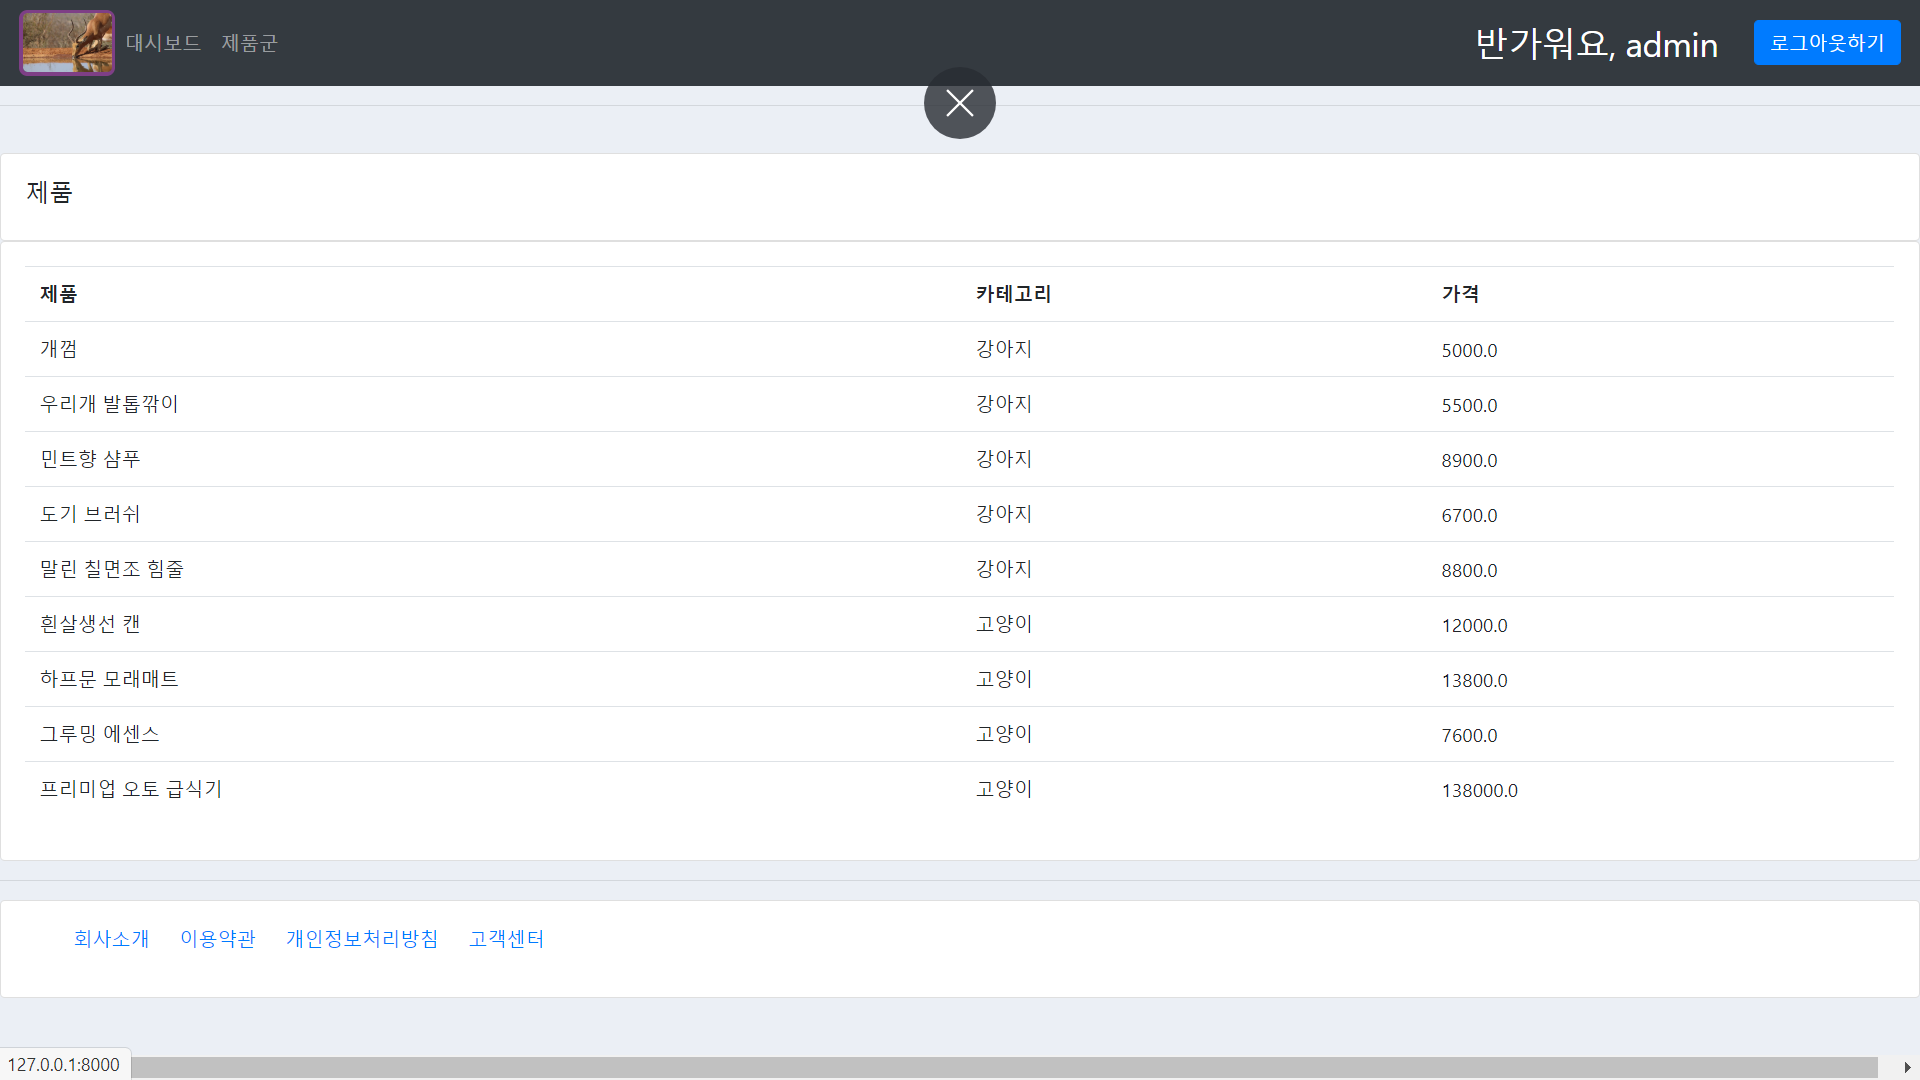 대시보드 제품군 반가워요, admin 로그아웃하기
제품
제품 카테고리 가격
개껌 강아지 5000.0
우리개 발톱깎이 강아지 5500.0
민트향 샴푸 강아지 8900.0
도기 브러쉬 강아지 6700.0
말린 칠면조 힘줄 강아지 8800.0
흰살생선 캔 고양이 12000.0
하프문 모래매트 고양이 13800.0
그루밍 에센스 고양이 7600.0
프리미업 오토 급식기 고양이 138000.0
회사소개 이용약관 개인정보처리방침 고객센터
127.0.0.1:8000